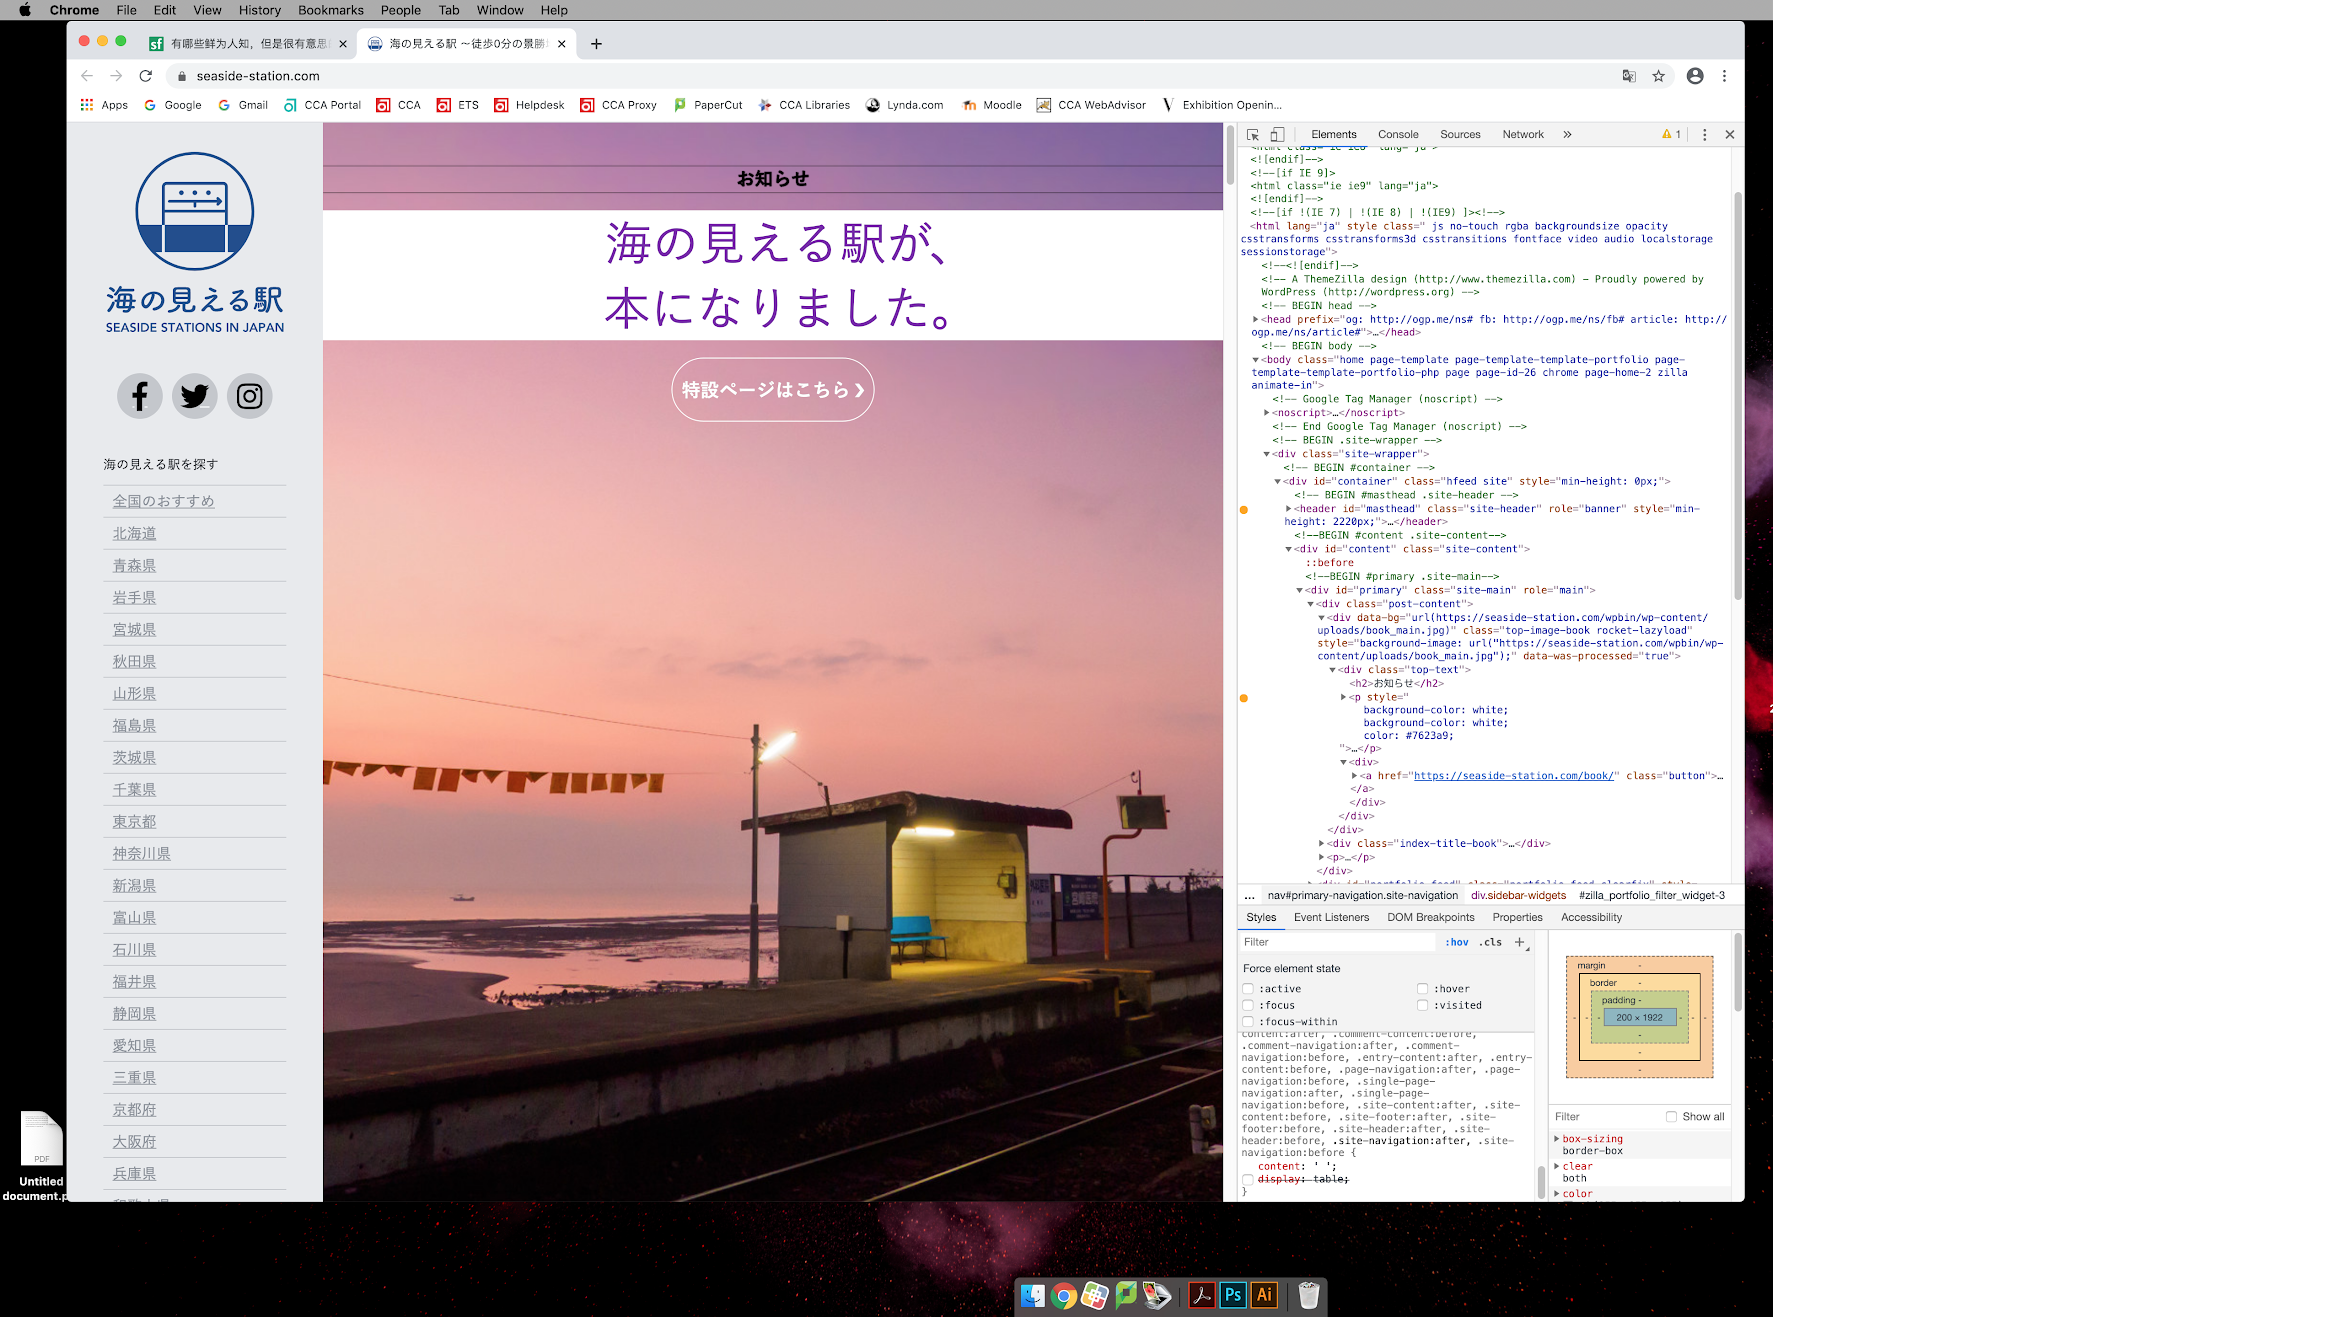 Chrome File Edit View History Bookmarks People Tab Window Help
有哪些鲜为人知，但是很有意思
海の見える駅 ～徒歩0分の景勝
seaside-station.com
Apps Google Gmail CCA Portal CCA ETS Helpdesk CCA Proxy PaperCut CCA Libraries Lynda.com Moodle CCA WebAdvisor Exhibition Openin...
海の見える駅
SEASIDE STATIONS IN JAPAN
海の見える駅を探す
全国のおすすめ
北海道
青森県
岩手県
宮城県
秋田県
山形県
福島県
茨城県
千葉県
東京都
神奈川県
新潟県
富山県
石川県
福井県
静岡県
愛知県
三重県
京都府
大阪府
兵庫県
お知らせ
海の見える駅が、
本になりました。
特設ページはこちら ❯
Elements Console Sources Network » 1
<![endif]-->
<!--[if IE 9]>
<html class="ie ie9" lang="ja">
<![endif]-->
<!--[if !(IE 7) | !(IE 8) | !(IE9) ]><!-->
<html lang="ja" style class=" js no-touch rgba backgroundsize opacity
csstransforms csstransforms3d csstransitions fontface video audio localstorage
sessionstorage">
<!--<![endif]-->
<!-- A ThemeZilla design (http://www.themezilla.com) - Proudly powered by
WordPress (http://wordpress.org) -->
<!-- BEGIN head -->
<head prefix="og: http://ogp.me/ns# fb: http://ogp.me/ns/fb# article: http://
ogp.me/ns/article#">…</head>
<!-- BEGIN body -->
<body class="home page-template page-template-template-portfolio page-
template-template-portfolio-php page page-id-26 chrome page-home-2 zilla
animate-in">
<!-- Google Tag Manager (noscript) -->
<noscript>…</noscript>
<!-- End Google Tag Manager (noscript) -->
<!-- BEGIN .site-wrapper -->
<div class="site-wrapper">
<!-- BEGIN #container -->
<div id="container" class="hfeed site" style="min-height: 0px;">
<!-- BEGIN #masthead .site-header -->
<header id="masthead" class="site-header" role="banner" style="min-
height: 2220px;">…</header>
<!--BEGIN #content .site-content-->
<div id="content" class="site-content">
::before
<!--BEGIN #primary .site-main-->
<div id="primary" class="site-main" role="main">
<div class="post-content">
<div data-bg="url(https://seaside-station.com/wpbin/wp-content/
uploads/book_main.jpg)" class="top-image-book rocket-lazyload"
style="background-image: url("https://seaside-station.com/wpbin/wp-
content/uploads/book_main.jpg");" data-was-processed="true">
<div class="top-text">
<h2>お知らせ</h2>
<p style="
background-color: white;
background-color: white;
color: #7623a9;
">…</p>
<div>
<a href="https://seaside-station.com/book/" class="button">…
</a>
</div>
</div>
</div>
<div class="index-title-book">…</div>
<p>…</p>
</div>
... nav#primary-navigation.site-navigation div.sidebar-widgets #zilla_portfolio_filter_widget-3
Styles Event Listeners DOM Breakpoints Properties Accessibility
Filter :hov .cls +
Force element state
:active :hover
:focus :visited
:focus-within
content:after, .comment-content:before,
.comment-navigation:after, .comment-
navigation:before, .entry-content:after, .entry-
content:before, .page-navigation:after, .page-
navigation:before, .single-page-
navigation:after, .single-page-
navigation:before, .site-content:after, .site-
content:before, .site-footer:after, .site-
footer:before, .site-header:after, .site-
header:before, .site-navigation:after, .site-
navigation:before {
content: ' ';
display: table;
}
margin -
border -
padding -
200 × 1922
Filter Show all
box-sizing
border-box
clear
both
color
PDF
Untitled
document.p
Ps Ai